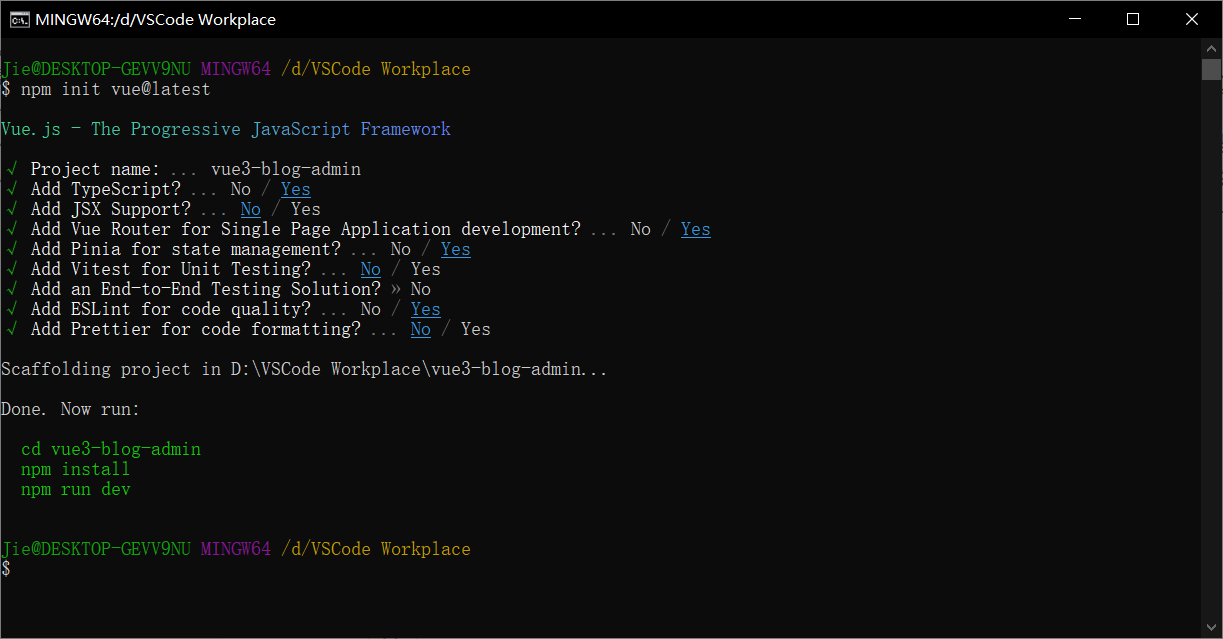 MINGW64:/d/VSCode Workplace
Jie@DESKTOP-GEVV9NU MINGW64 /d/VSCode Workplace
$ npm init vue@latest
Vue.js - The Progressive JavaScript Framework
√ Project name: ... vue3-blog-admin
√ Add TypeScript? ... No / Yes
√ Add JSX Support? ... No / Yes
√ Add Vue Router for Single Page Application development? ... No / Yes
√ Add Pinia for state management? ... No / Yes
√ Add Vitest for Unit Testing? ... No / Yes
√ Add an End-to-End Testing Solution? » No
√ Add ESLint for code quality? ... No / Yes
√ Add Prettier for code formatting? ... No / Yes
Scaffolding project in D:\VSCode Workplace\vue3-blog-admin...
Done. Now run:
cd vue3-blog-admin
npm install
npm run dev
Jie@DESKTOP-GEVV9NU MINGW64 /d/VSCode Workplace
$